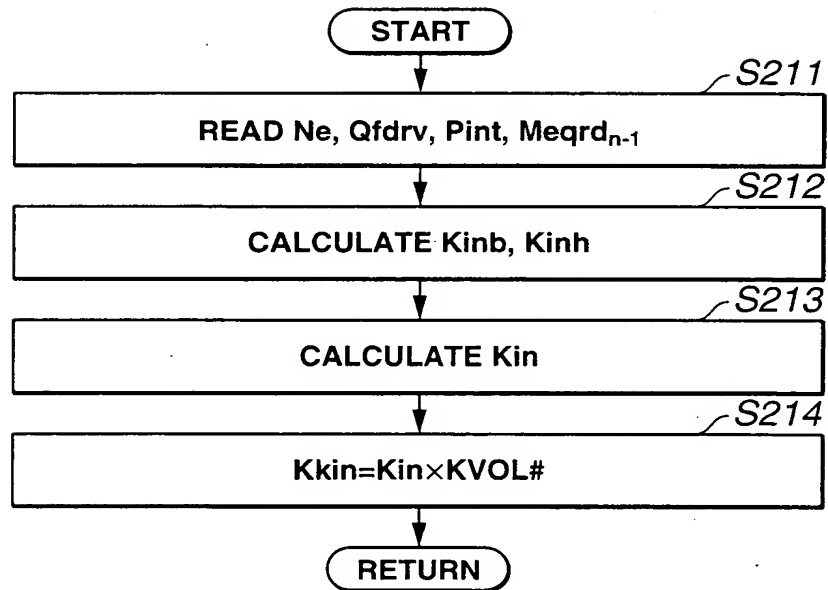 START
S211
READ Ne, Qfdrv, Pint, Meqrdn-1
S212
CALCULATE Kinb, Kinh
S213
CALCULATE Kin
S214
Kkin=Kin×KVOL#
RETURN